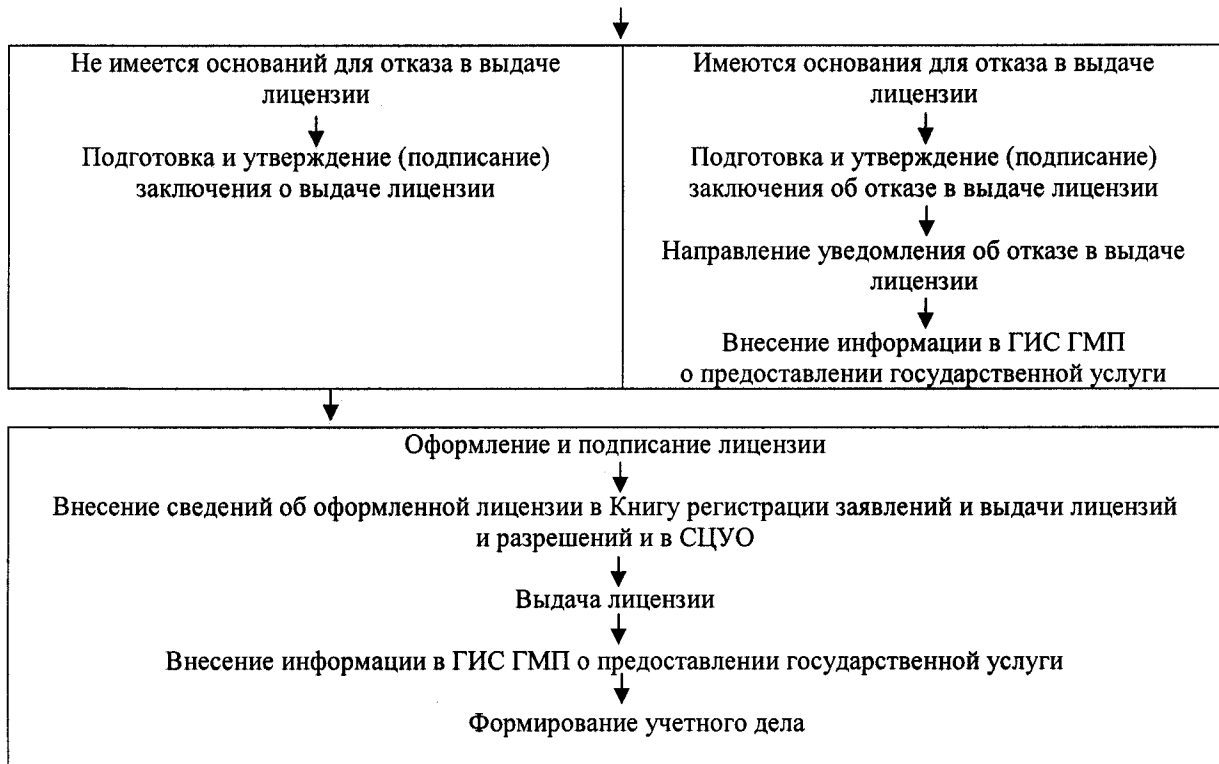 Не имеется оснований для отказа в выдаче
лицензии
Подготовка и утверждение (подписание)
заключения о выдаче лицензии
Имеются основания для отказа в выдаче
лицензии
Подготовка и утверждение (подписание)
заключения об отказе в выдаче лицензии
Направление уведомления об отказе в выдаче
лицензии
Внесение информации в ГИС ГМП
о предоставлении государственной услуги
Оформление и подписание лицензии
Внесение сведений об оформленной лицензии в Книгу регистрации заявлений и выдачи лицензий
и разрешений и в СЦУО
Выдача лицензии
Внесение информации в ГИС ГМП о предоставлении государственной услуги
Формирование учетного дела